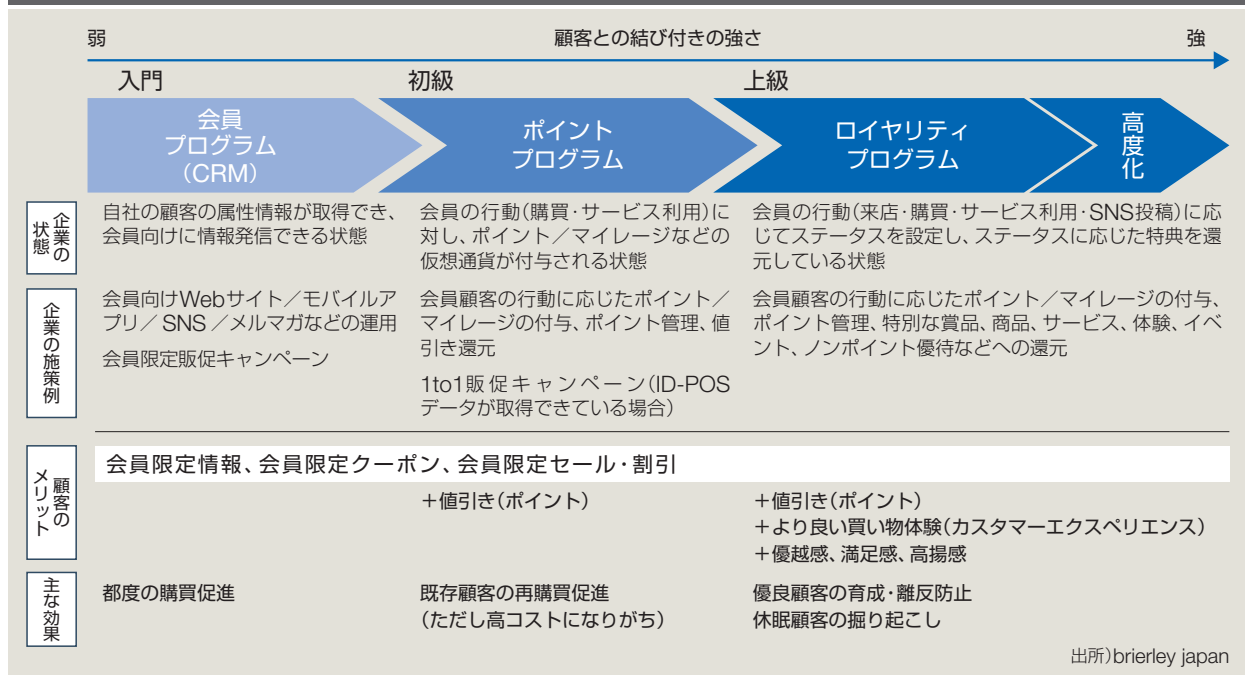 弱 顧客との結び付きの強さ 強
入門 初級 上級
会員
プログラム
(CRM)
ポイント
プログラム
ロイヤリティ
プログラム
高度化
企業の
状態
自社の顧客の属性情報が取得でき、
会員向けに情報発信できる状態
会員の行動(購買・サービス利用)に
対し、ポイント／マイレージなどの
仮想通貨が付与される状態
会員の行動(来店・購買・サービス利用・SNS投稿)に応
じてステータスを設定し、ステータスに応じた特典を還
元している状態
企業の施策例
会員向けWebサイト／モバイルア
プリ／SNS／メルマガなどの運用
会員限定販促キャンペーン
会員顧客の行動に応じたポイント／
マイレージの付与、ポイント管理、値
引き還元
1to1販促キャンペーン(ID-POS
データが取得できている場合)
会員顧客の行動に応じたポイント／マイレージの付与、
ポイント管理、特別な賞品、商品、サービス、体験、イベ
ント、ノンポイント優待などへの還元
顧客の
メリット
会員限定情報、会員限定クーポン、会員限定セール・割引
＋値引き(ポイント)
＋値引き(ポイント)
＋より良い買い物体験(カスタマーエクスペリエンス)
＋優越感、満足感、高揚感
主な効果
都度の購買促進
既存顧客の再購買促進
(ただし高コストになりがち)
優良顧客の育成・離反防止
休眠顧客の掘り起こし
出所)brierley japan